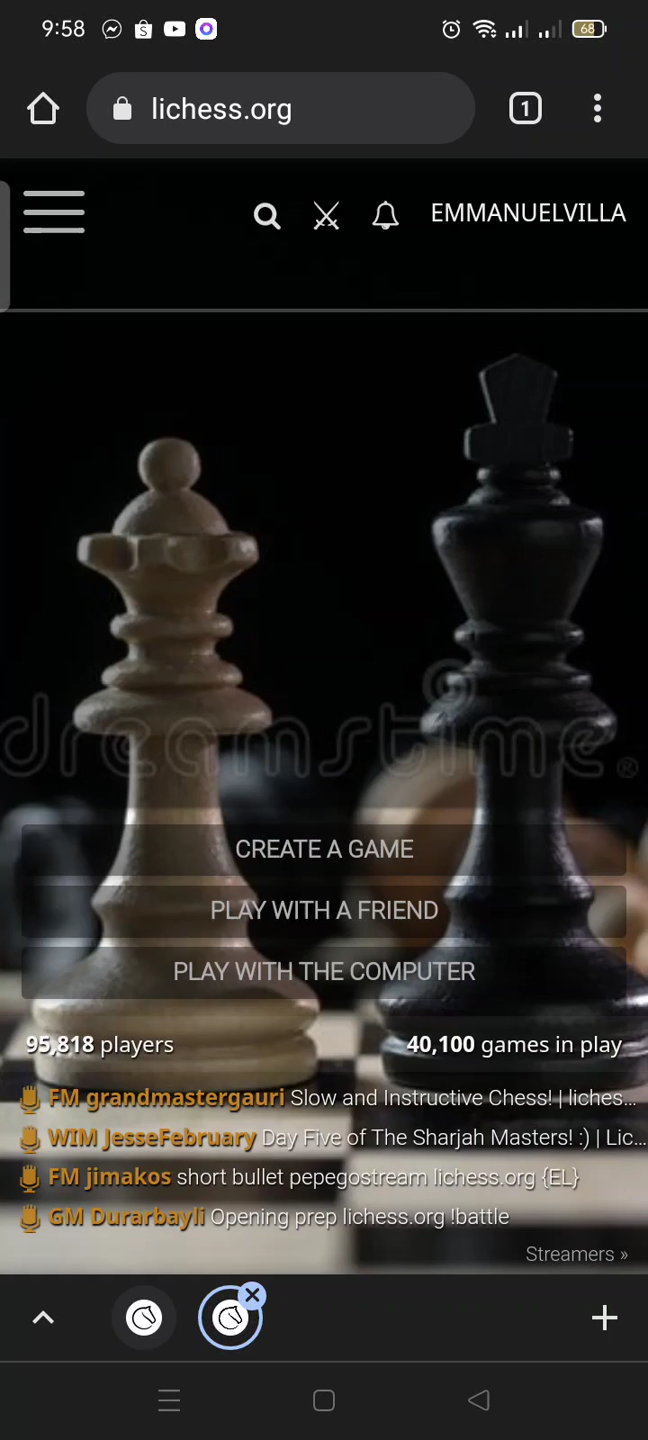 9:58
68
lichess.org
1
EMMANUELVILLA
dreamstime®
CREATE A GAME
PLAY WITH A FRIEND
PLAY WITH THE COMPUTER
95,818 players 40,100 games in play
FM grandmastergauri Slow and Instructive Chess! | liches...
WIM JesseFebruary Day Five of The Sharjah Masters! :) | Lic...
FM jimakos short bullet pepegostream lichess.org {EL}
GM Durarbayli Opening prep lichess.org !battle
Streamers »